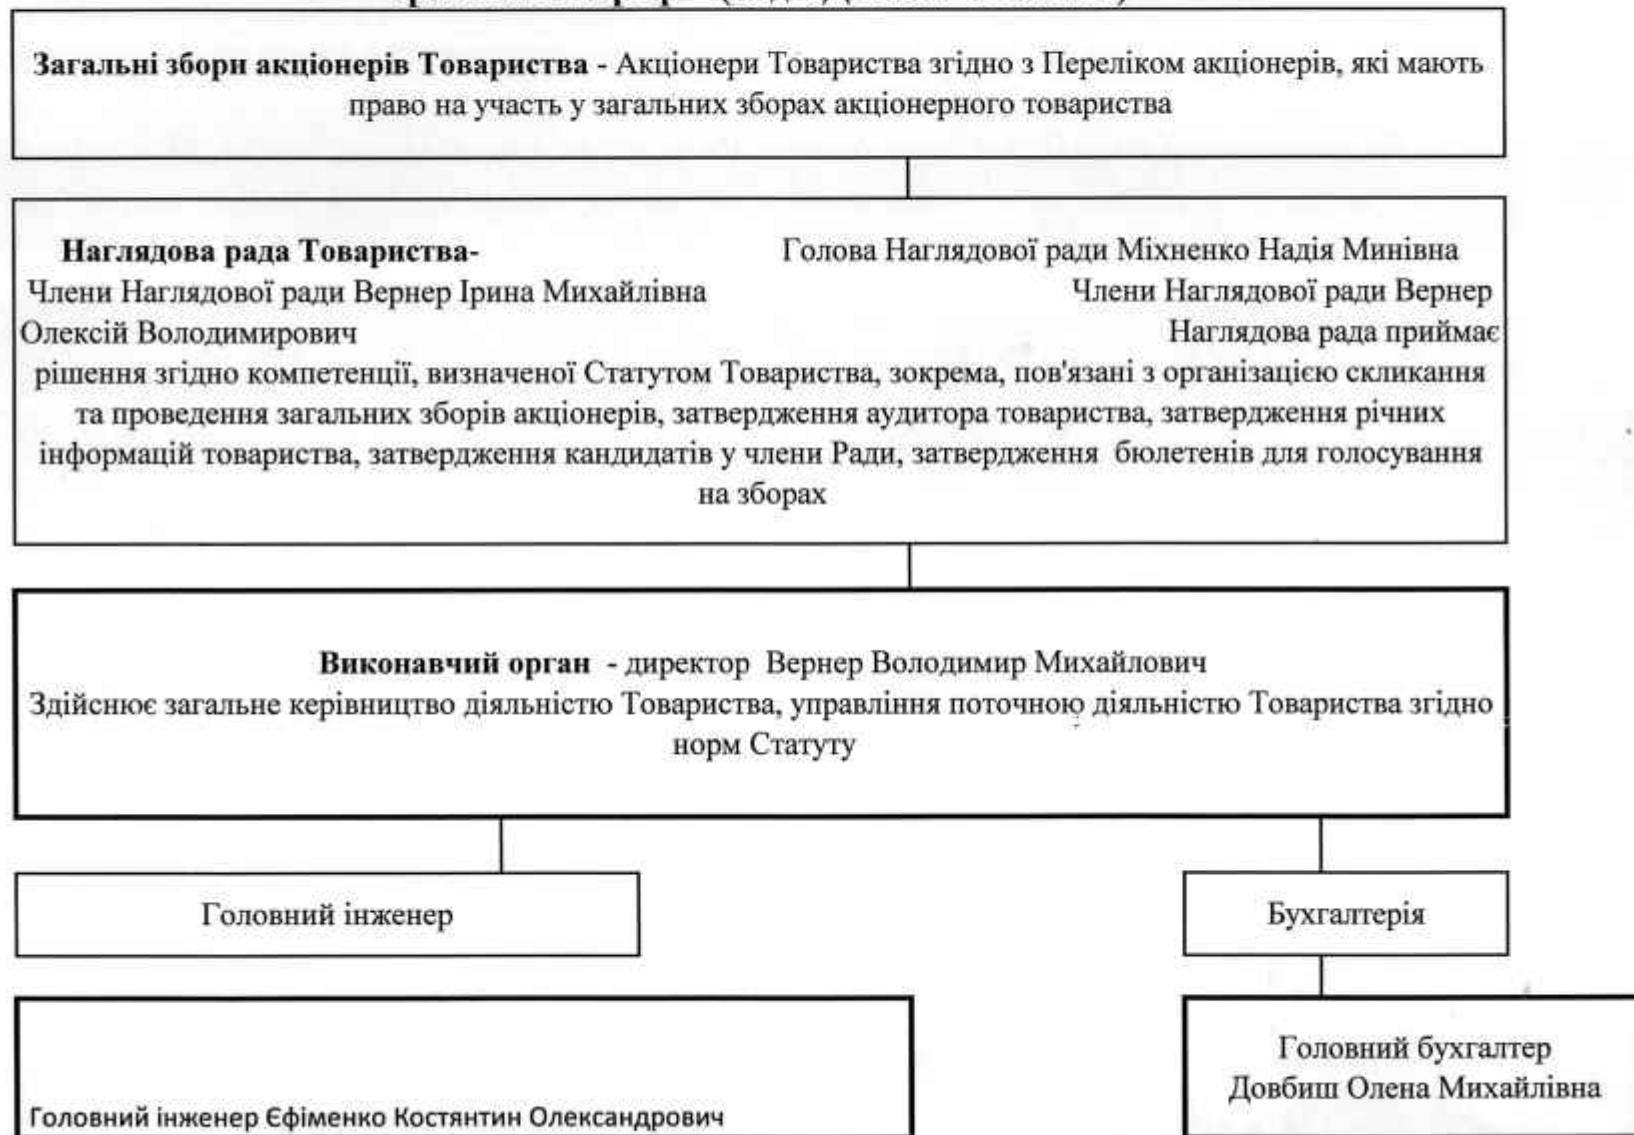 Загальні збори акціонерів Товариства - Акціонери Товариства згідно з Переліком акціонерів, які мають
право на участь у загальних зборах акціонерного товариства
Наглядова рада Товариства- Голова Наглядової ради Міхненко Надія Минівна
Члени Наглядової ради Вернер Ірина Михайлівна Члени Наглядової ради Вернер
Олексій Володимирович Наглядова рада приймає
рішення згідно компетенції, визначеної Статутом Товариства, зокрема, пов'язані з організацією скликання
та проведення загальних зборів акціонерів, затвердження аудитора товариства, затвердження річних
інформацій товариства, затвердження кандидатів у члени Ради, затвердження бюлетенів для голосування
на зборах
Виконавчий орган - директор Вернер Володимир Михайлович
Здійснює загальне керівництво діяльністю Товариства, управління поточною діяльністю Товариства згідно
норм Статуту
Головний інженер
Бухгалтерія
Головний інженер Єфіменко Костянтин Олександрович
Головний бухгалтер
Довбиш Олена Михайлівна